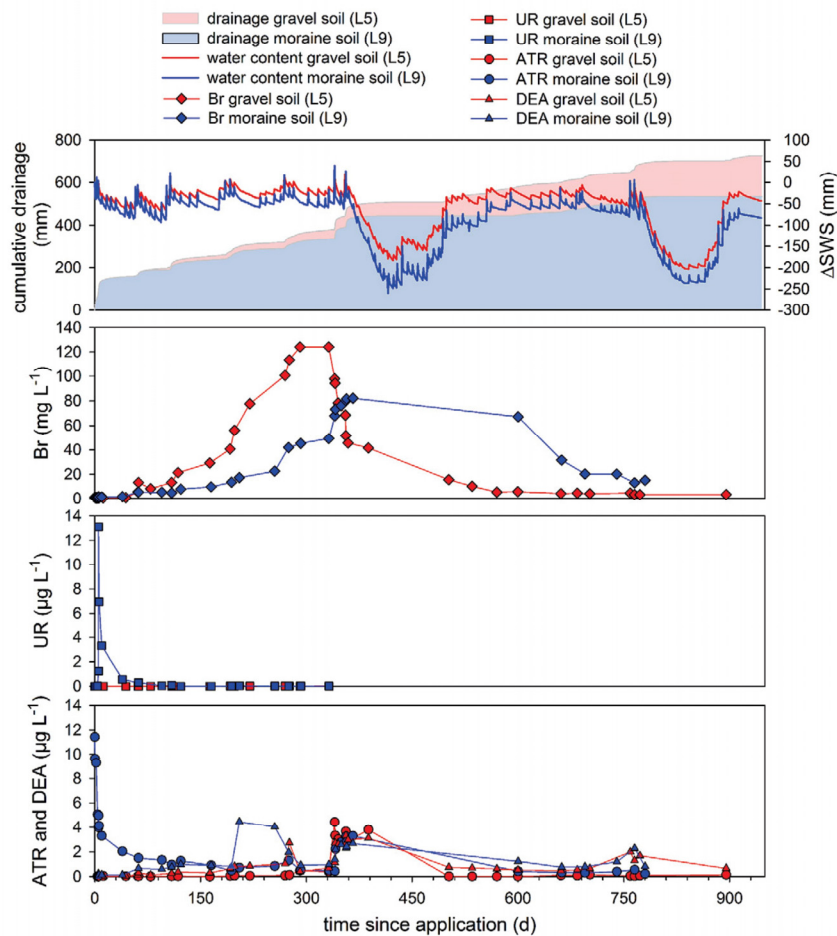 drainage gravel soil (L5)
drainage moraine soil (L9)
water content gravel soil (L5)
water content moraine soil (L9)
Br gravel soil (L5)
Br moraine soil (L9)
UR gravel soil (L5)
UR moraine soil (L9)
ATR gravel soil (L5)
ATR moraine soil (L9)
DEA gravel soil (L5)
DEA moraine soil (L9)
cumulative drainage
(mm)
800
600
400
200
0
100
50
0
-50
-100
-150
-200
-250
-300
ΔSWS (mm)
Br (mg L⁻¹)
140
120
100
80
60
40
20
0
UR (µg L⁻¹)
14
12
10
8
6
4
2
0
ATR and DEA (µg L⁻¹)
14
12
10
8
6
4
2
0
0 150 300 450 600 750 900
time since application (d)